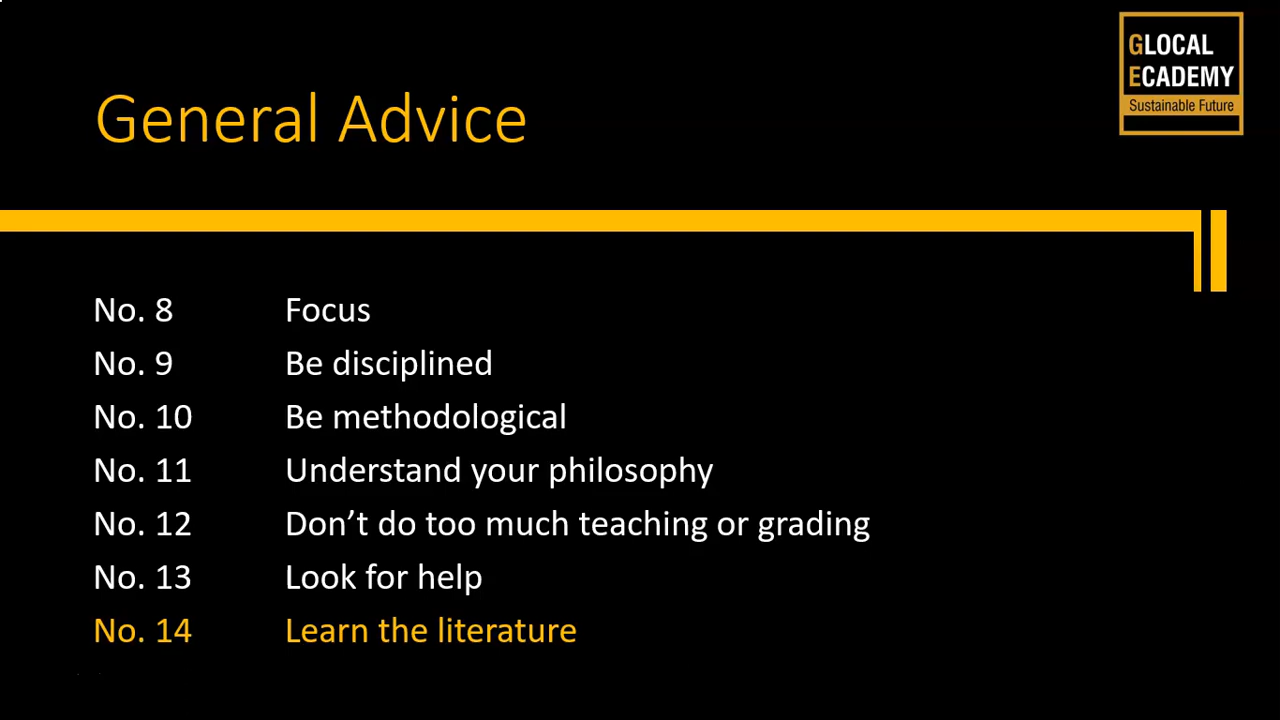 GLOCAL
ECADEMY
Sustainable Future
General Advice
No. 8 Focus
No. 9 Be disciplined
No. 10 Be methodological
No. 11 Understand your philosophy
No. 12 Don’t do too much teaching or grading
No. 13 Look for help
No. 14 Learn the literature